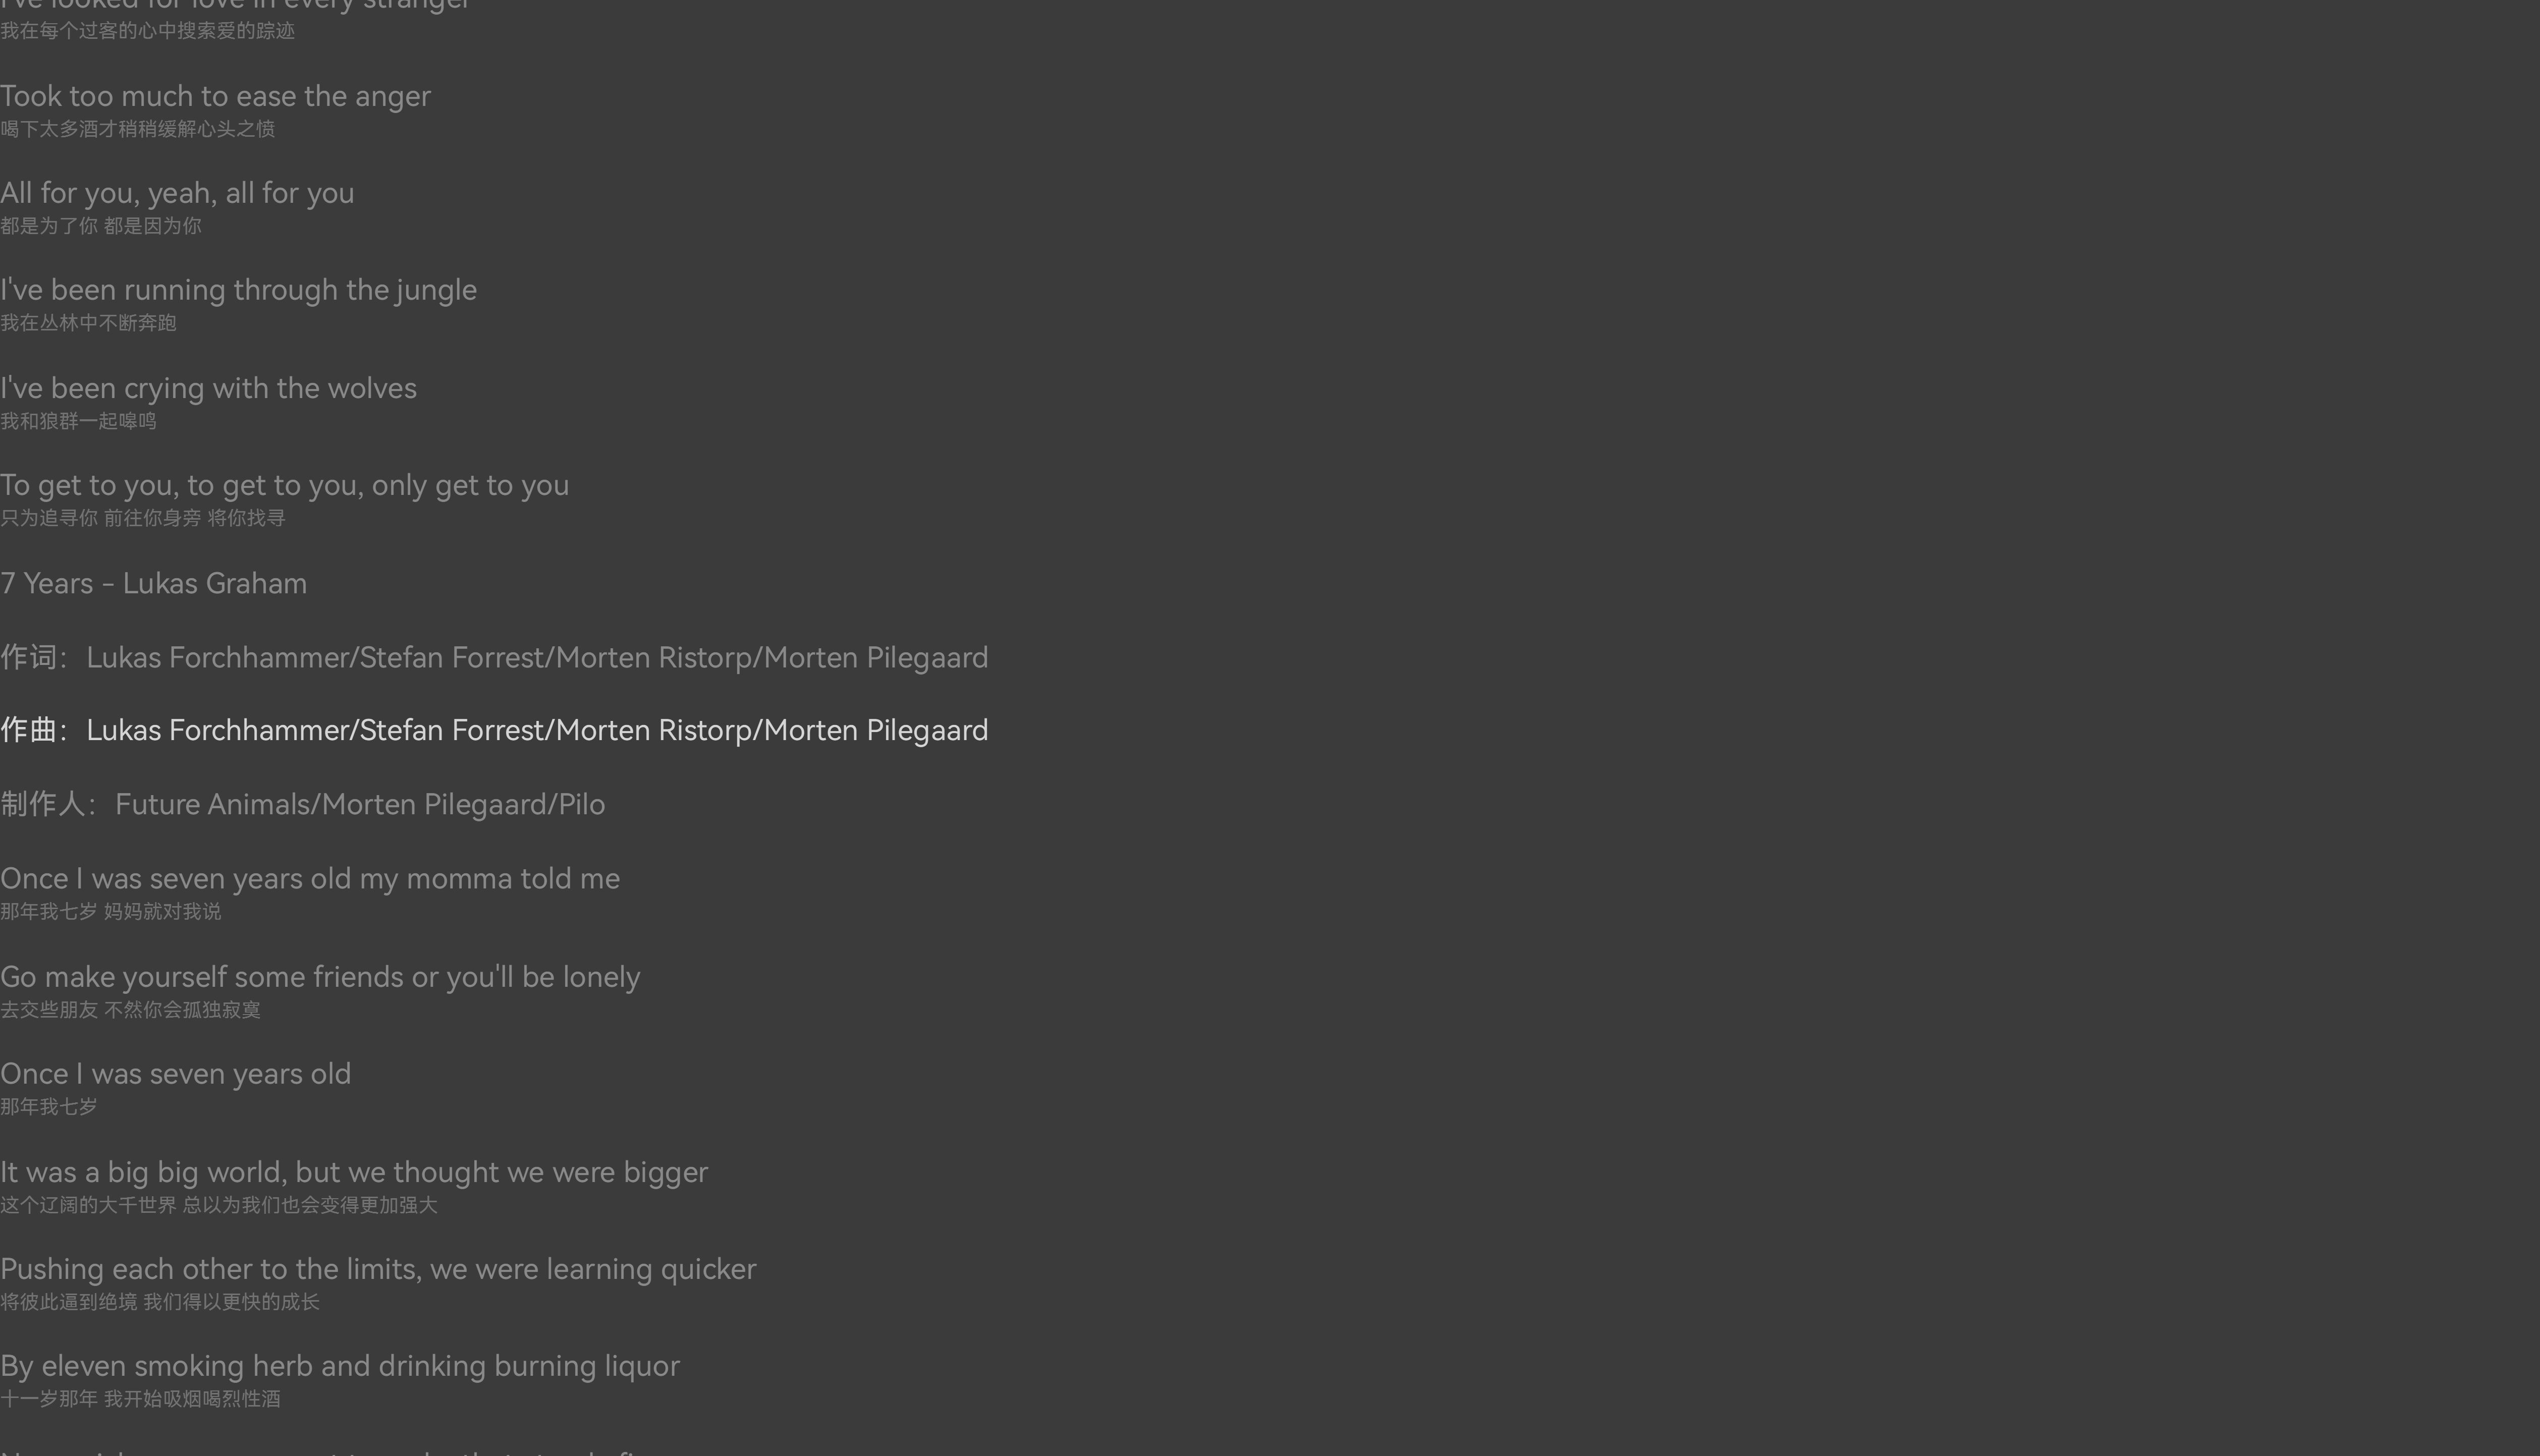 I've looked for love in every stranger
我在每个过客的心中搜索爱的踪迹
Took too much to ease the anger
喝下太多酒才稍稍缓解心头之愤
All for you, yeah, all for you
都是为了你 都是因为你
I've been running through the jungle
我在丛林中不断奔跑
I've been crying with the wolves
我和狼群一起嗥鸣
To get to you, to get to you, only get to you
只为追寻你 前往你身旁 将你找寻
7 Years - Lukas Graham
作词：Lukas Forchhammer/Stefan Forrest/Morten Ristorp/Morten Pilegaard
作曲：Lukas Forchhammer/Stefan Forrest/Morten Ristorp/Morten Pilegaard
制作人：Future Animals/Morten Pilegaard/Pilo
Once I was seven years old my momma told me
那年我七岁 妈妈就对我说
Go make yourself some friends or you'll be lonely
去交些朋友 不然你会孤独寂寞
Once I was seven years old
那年我七岁
It was a big big world, but we thought we were bigger
这个辽阔的大千世界 总以为我们也会变得更加强大
Pushing each other to the limits, we were learning quicker
将彼此逼到绝境 我们得以更快的成长
By eleven smoking herb and drinking burning liquor
十一岁那年 我开始吸烟喝烈性酒